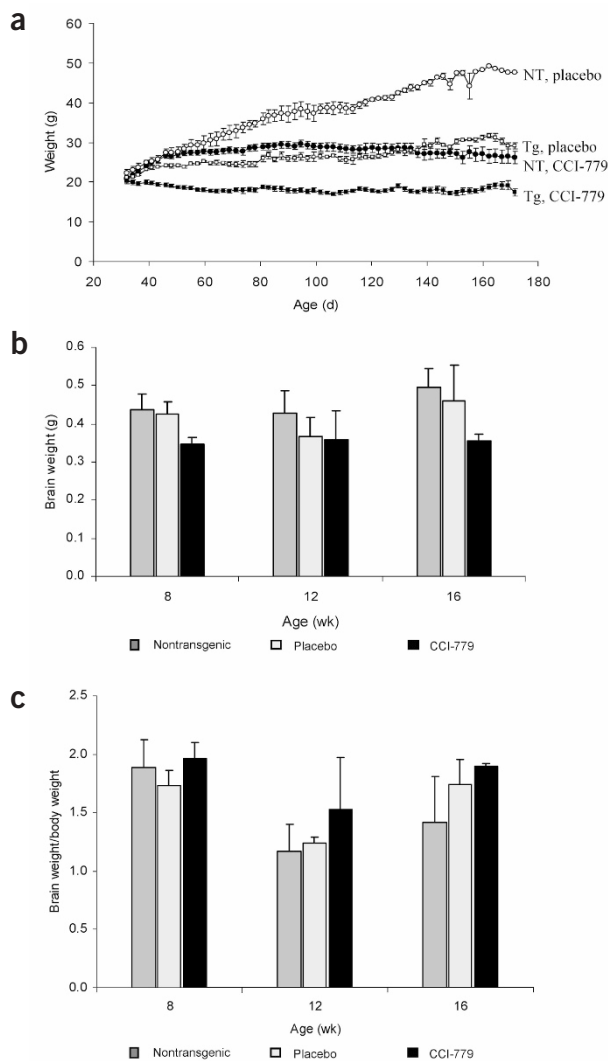 a
60
50
40
30
20
10
0
Weight (g)
NT, placebo
Tg, placebo
NT, CCI-779
Tg, CCI-779
20 40 60 80 100 120 140 160 180
Age (d)
b
0.6
0.5
0.4
0.3
0.2
0.1
0.0
Brain weight (g)
8 12 16
Age (wk)
Nontransgenic Placebo CCI-779
c
2.5
2.0
1.5
1.0
0.5
0.0
Brain weight/body weight
8 12 16
Age (wk)
Nontransgenic Placebo CCI-779